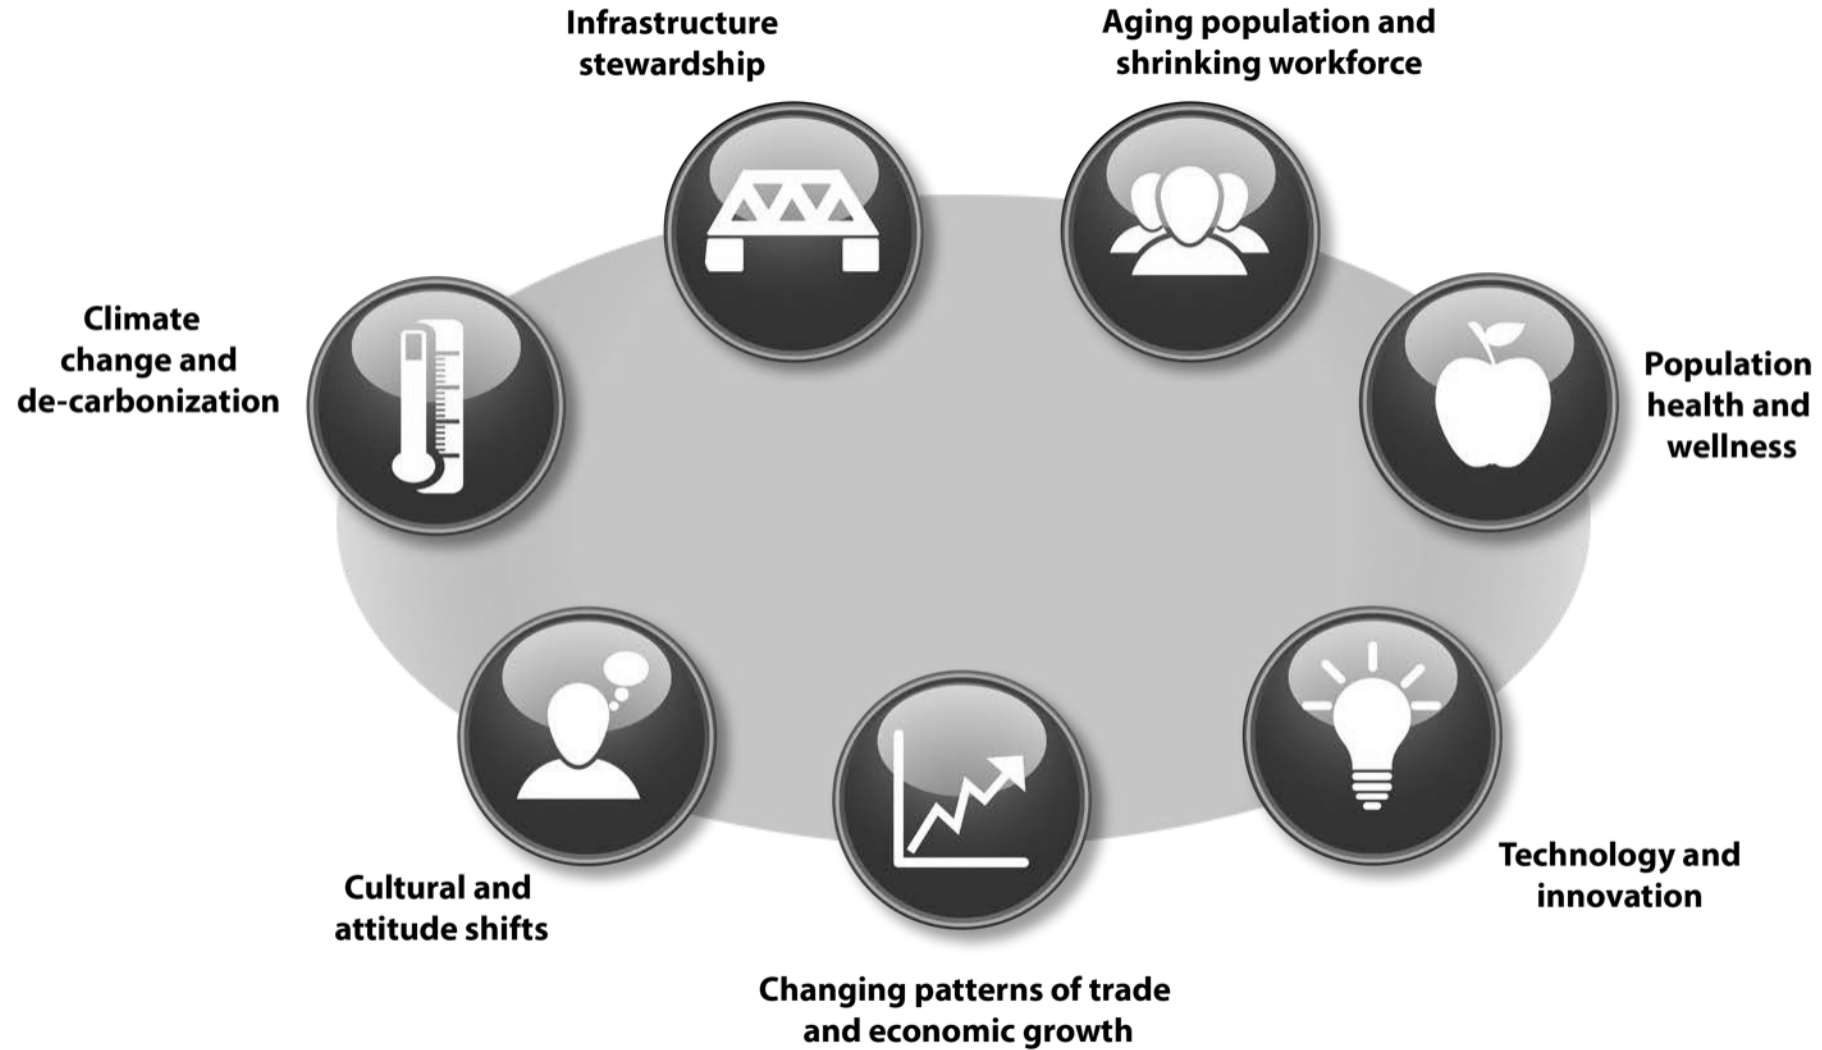 Infrastructure
stewardship
Aging population and
shrinking workforce
Climate
change and
de-carbonization
Population
health and
wellness
Cultural and
attitude shifts
Technology and
innovation
Changing patterns of trade
and economic growth